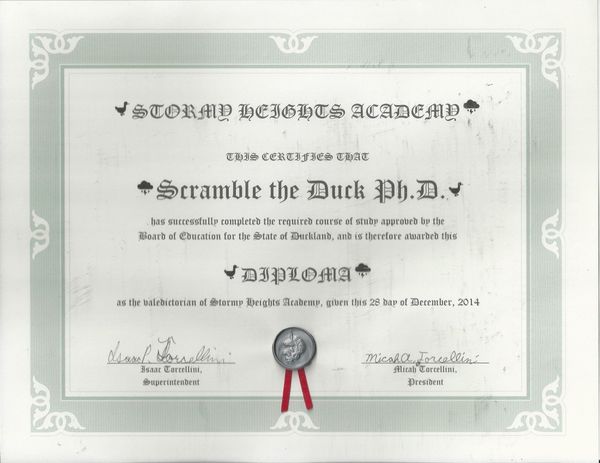 STORMY HEIGHTS ACADEMY
THIS CERTIFIES THAT
Scramble the Duck Ph.D.
has successfully completed the required course of study approved by the
Board of Education for the State of Duckland, and is therefore awarded this
DIPLOMA
as the valedictorian of Stormy Heights Academy, given this 28 day of December, 2014
Isaac P. Torcellini
Isaac Torcellini,
Superintendent
Micah A. Torcellini
Micah Torcellini,
President